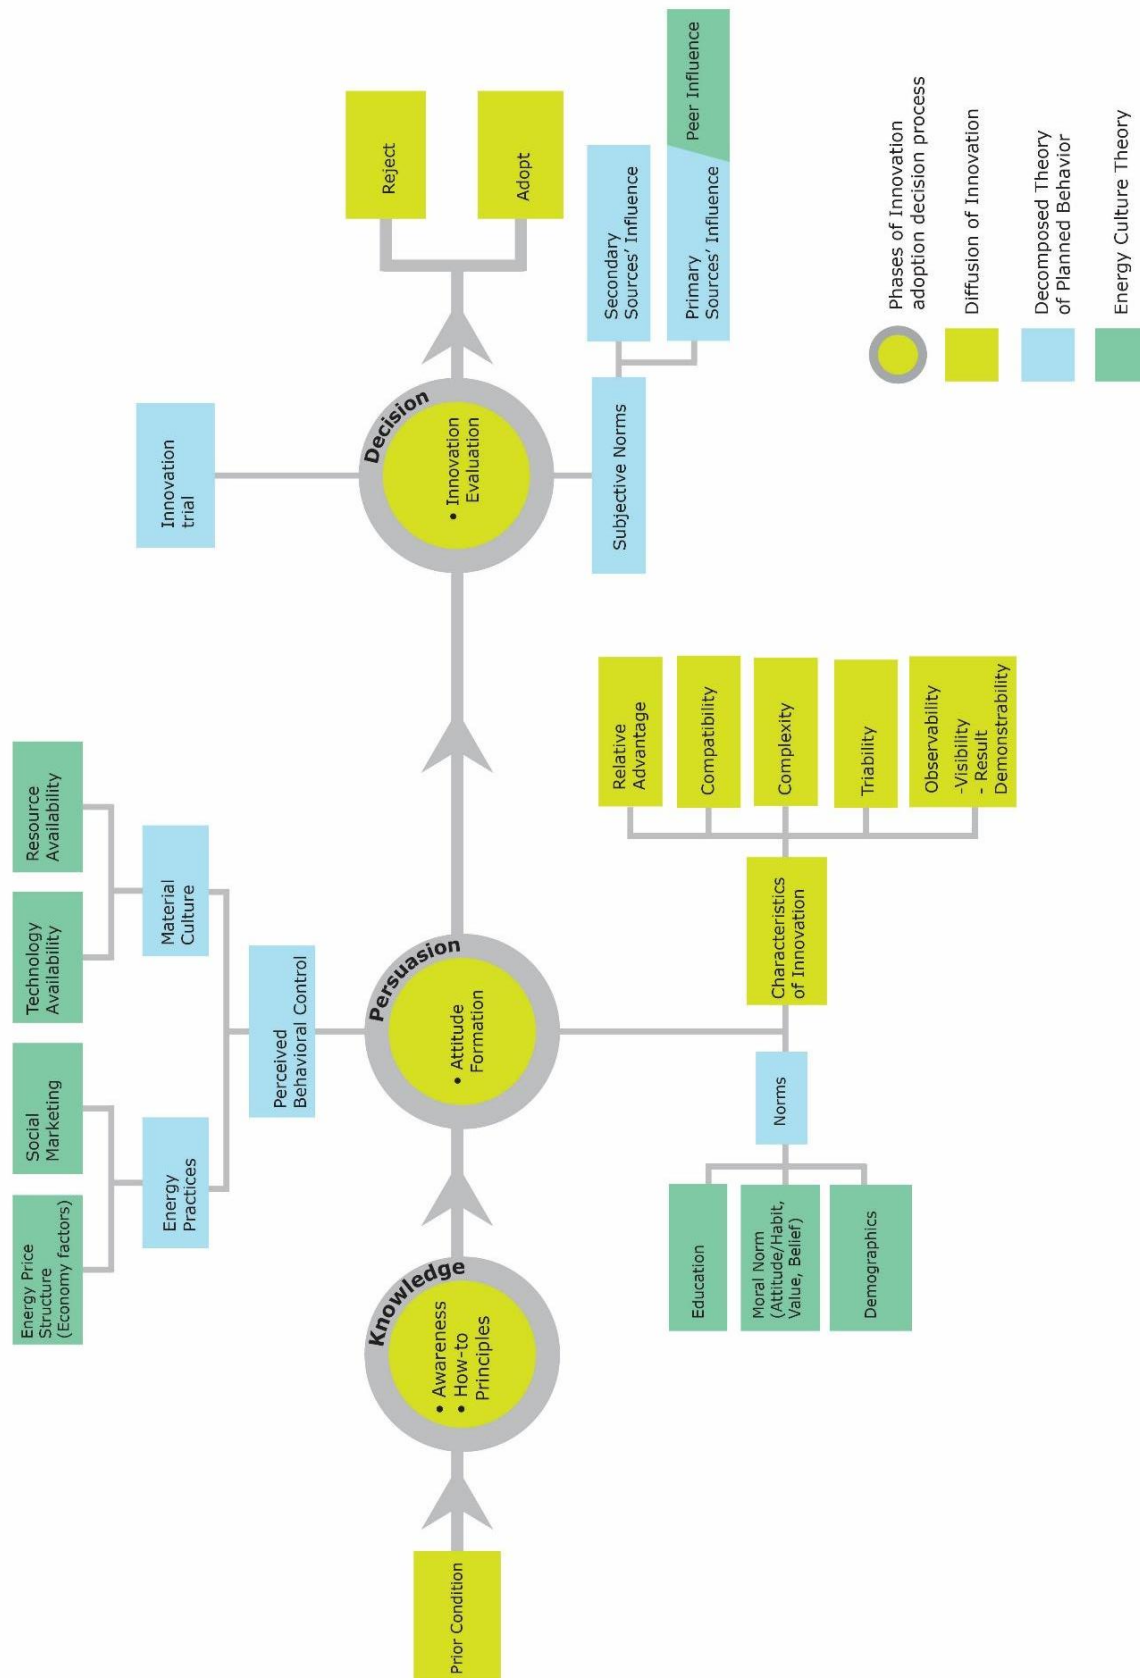 Energy Price
Structure
(Economy factors)
Social
Marketing
Technology
Availability
Resource
Availability
Energy
Practices
Material
Culture
Perceived
Behavioral Control
Innovation
trial
Prior Condition
Knowledge
• Awareness
• How-to
Principles
Persuasion
• Attitude
Formation
Decision
• Innovation
Evaluation
Reject
Adopt
Education
Moral Norm
(Attitude/Habit,
Value, Belief)
Demographics
Norms
Characteristics
of Innovation
Relative
Advantage
Compatibility
Complexity
Triability
Observability
-Visibility
- Result
Demonstrability
Subjective Norms
Secondary
Sources' Influence
Primary
Sources' Influence
Peer Influence
Phases of Innovation
adoption decision process
Diffusion of Innovation
Decomposed Theory
of Planned Behavior
Energy Culture Theory